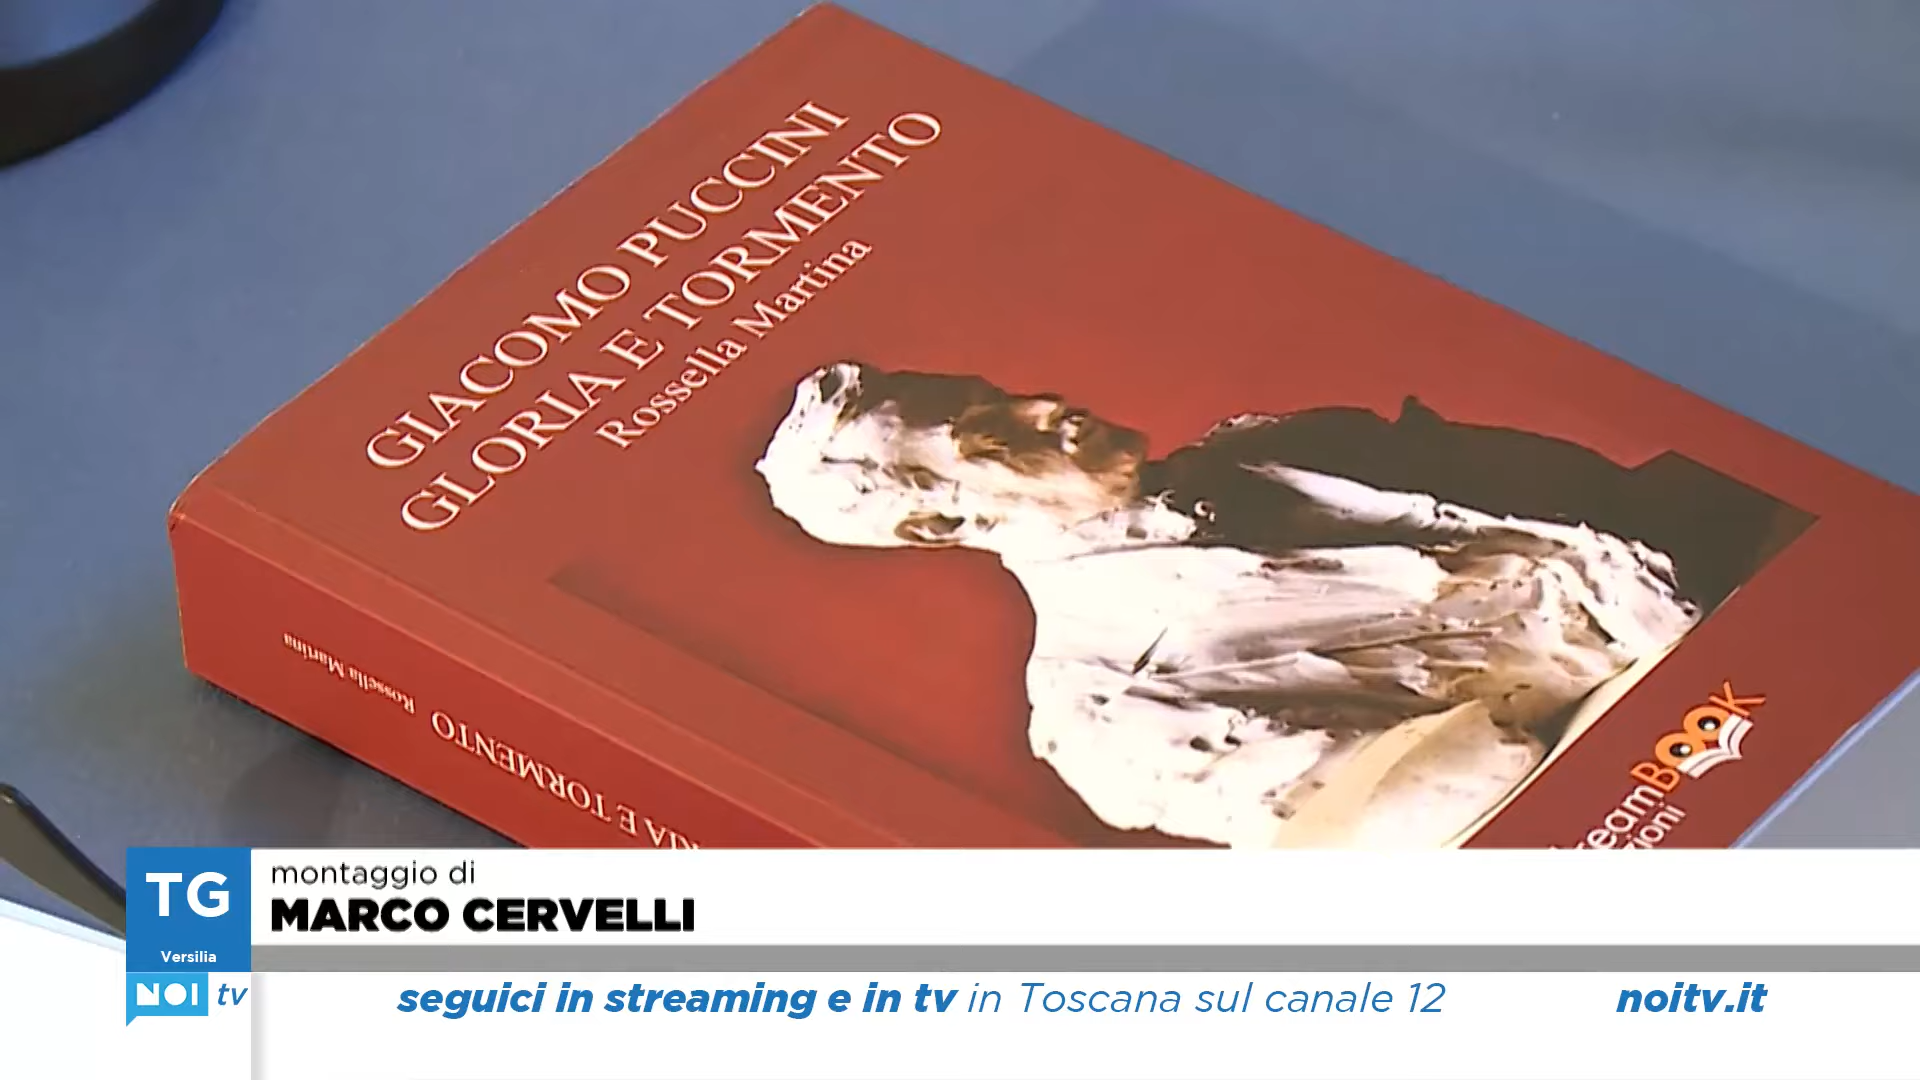 GIACOMO PUCCINI
GLORIA E TORMENTO
Rossella Martina
TORMENTO Rossella Martina
BOOK
TG
Versilia
montaggio di
MARCO CERVELLI
NOI tv
seguici in streaming e in tv in Toscana sul canale 12
noitv.it